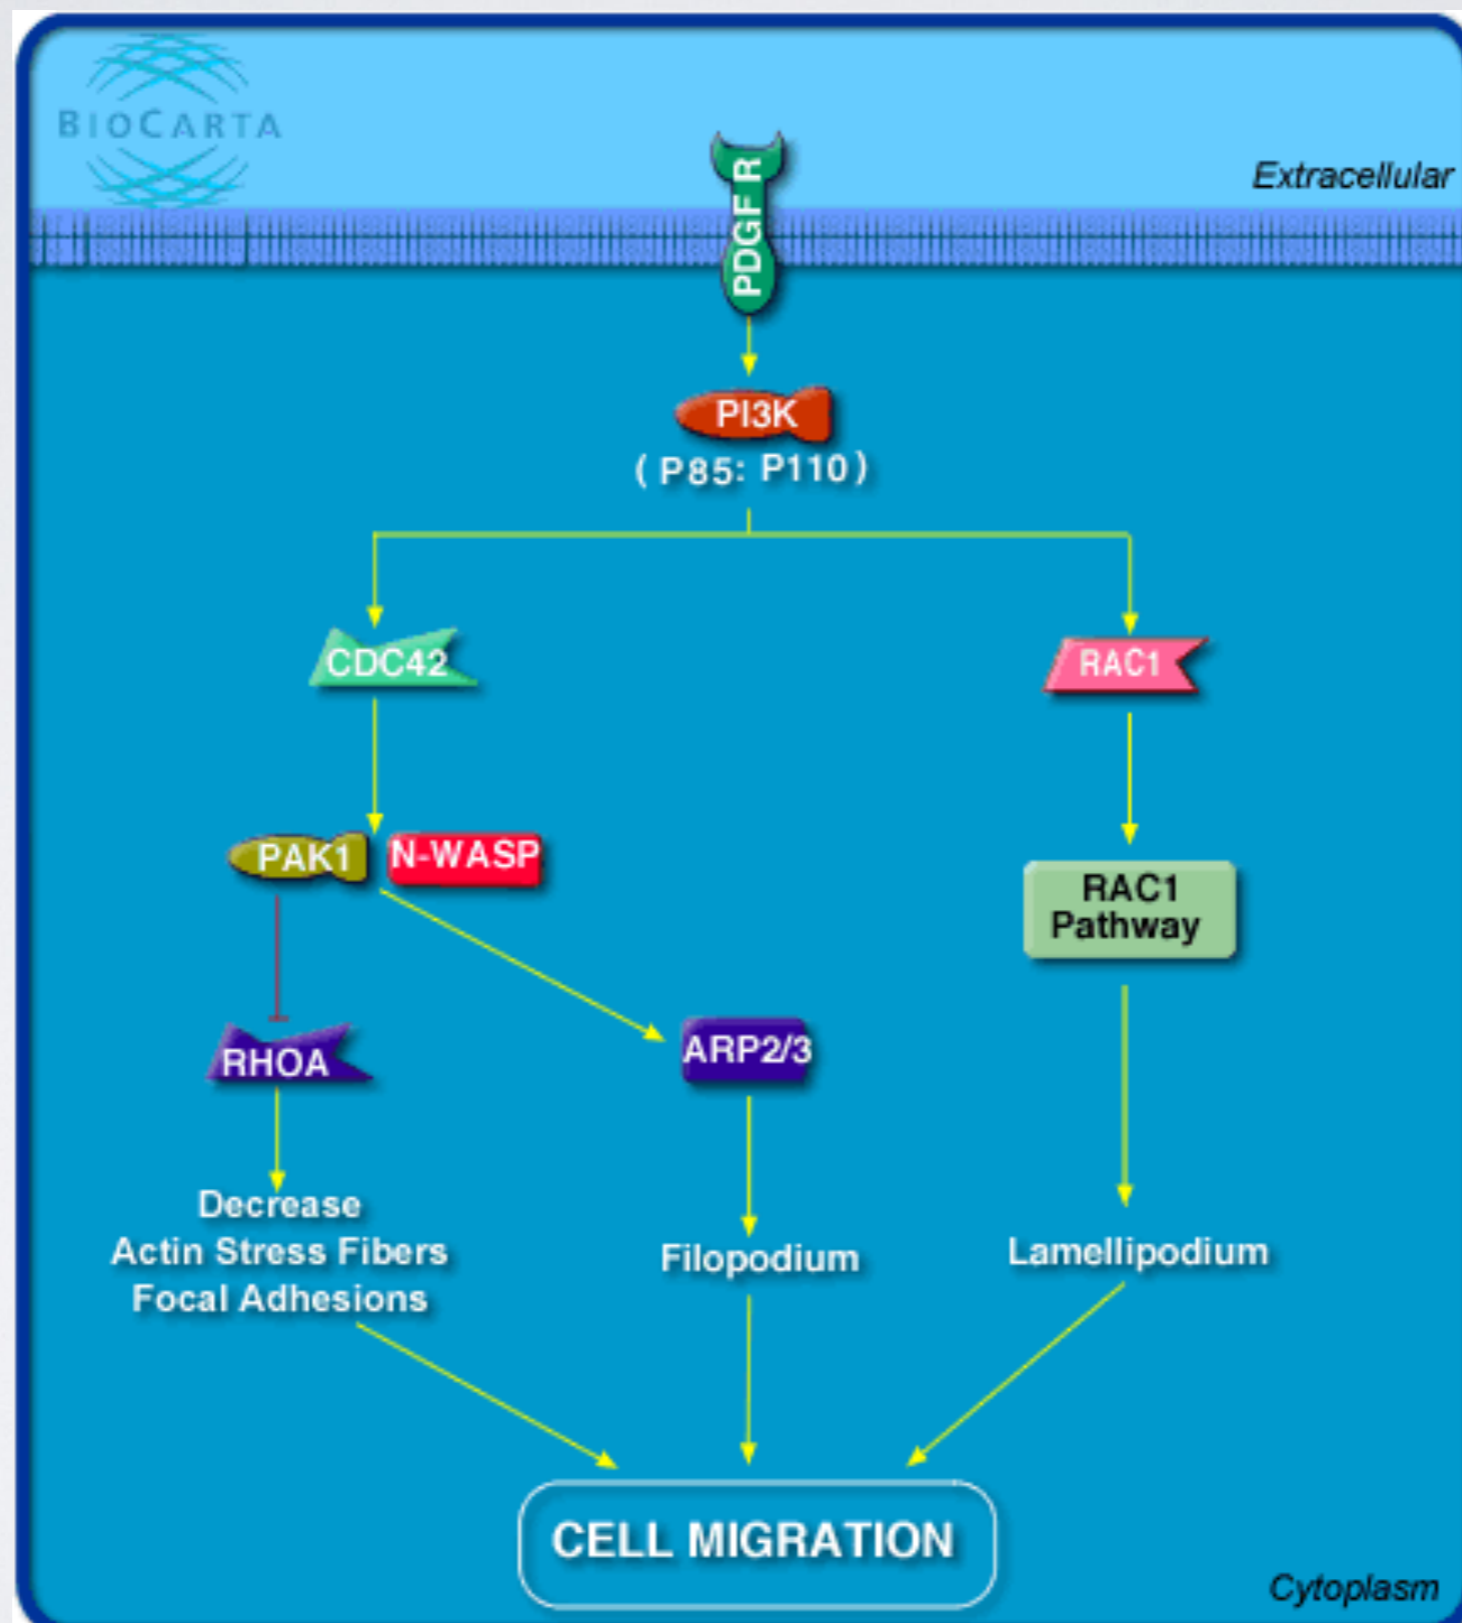 BIOCARTA
Extracellular
PDGF R
PI3K
( P85: P110 )
CDC42
RAC1
PAK1
N-WASP
RAC1
Pathway
RHOA
ARP2/3
Decrease
Actin Stress Fibers
Focal Adhesions
Filopodium
Lamellipodium
CELL MIGRATION
Cytoplasm